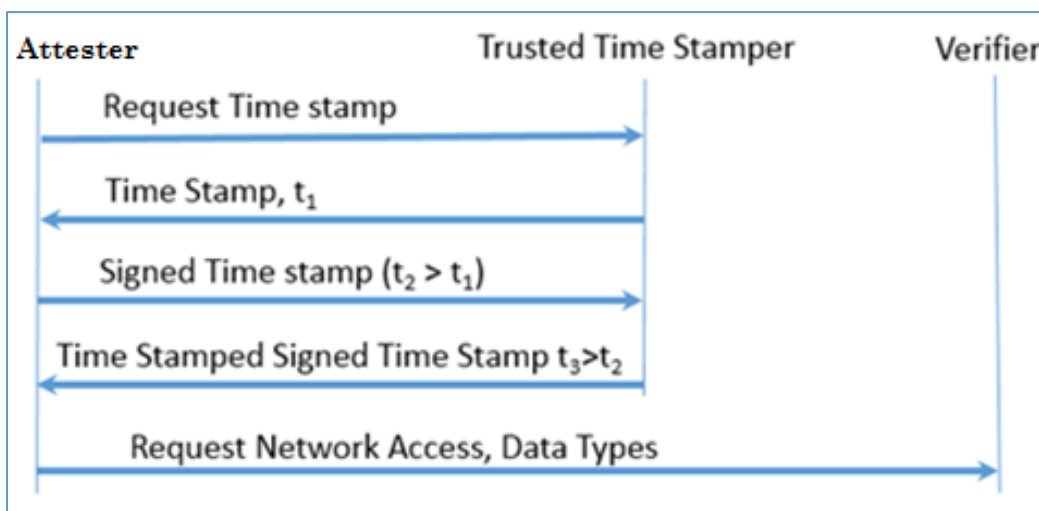 Attester Trusted Time Stamper Verifier
Request Time stamp
Time Stamp, t₁
Signed Time stamp (t₂ > t₁)
Time Stamped Signed Time Stamp t₃>t₂
Request Network Access, Data Types